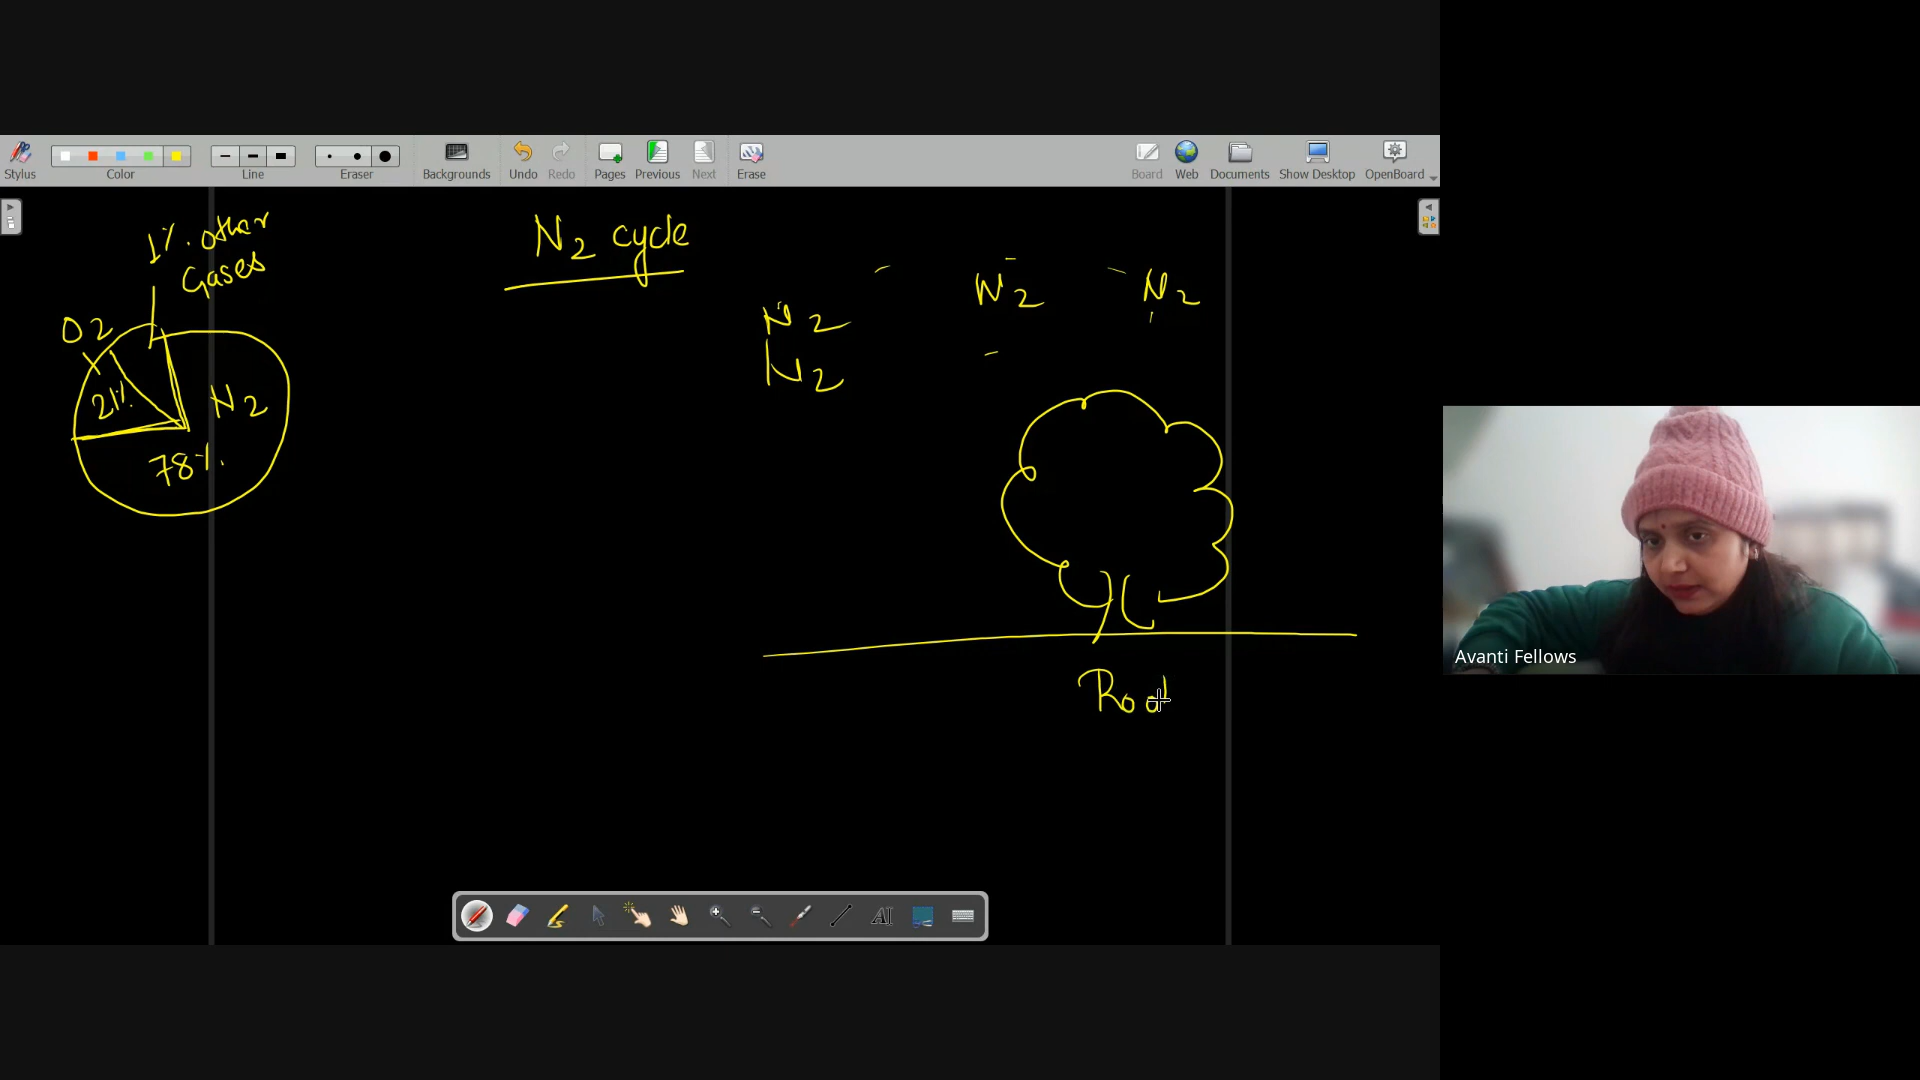 Stylus
Color
Line
Eraser
Backgrounds
Undo
Redo
Pages
Previous
Next
Erase
Board
Web
Documents
Show Desktop
OpenBoard
1%. other
Gases
N2 cycle
N2
N2
N2
N2
O2
21%.
N2
78%.
Root
Avanti Fellows